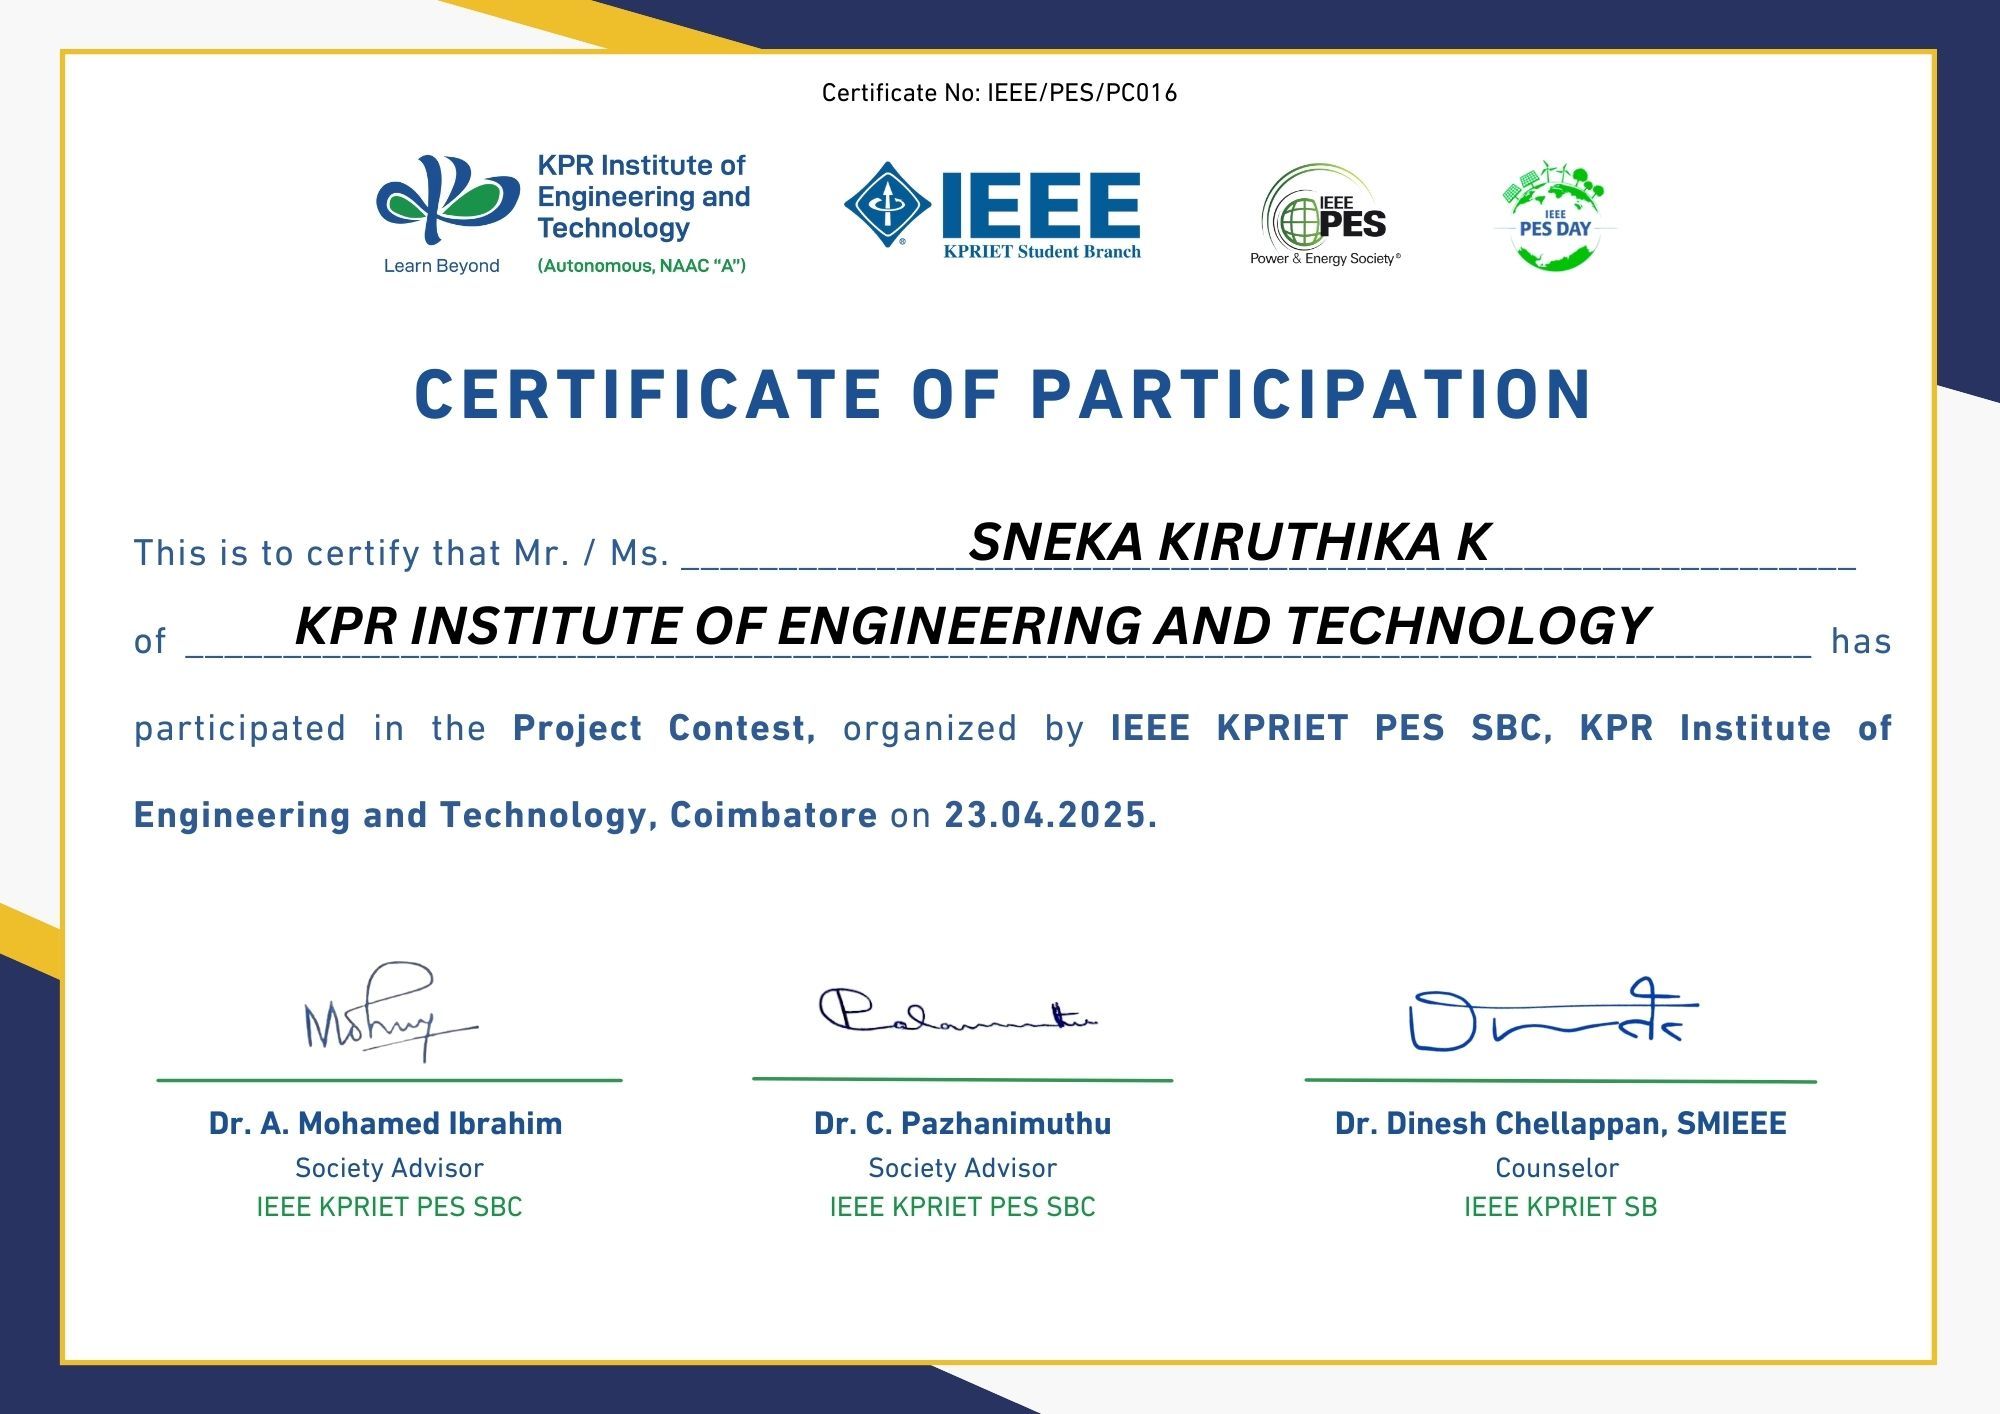 Certificate No: IEEE/PES/PC016
KPR Institute of
Engineering and
Technology
Learn Beyond
(Autonomous, NAAC “A”)
IEEE
KPRIET Student Branch
IEEE
PES
Power & Energy Society®
IEEE
PES DAY
CERTIFICATE OF PARTICIPATION
This is to certify that Mr. / Ms. SNEKA KIRUTHIKA K
of KPR INSTITUTE OF ENGINEERING AND TECHNOLOGY has
participated in the Project Contest, organized by IEEE KPRIET PES SBC, KPR Institute of
Engineering and Technology, Coimbatore on 23.04.2025.
Dr. A. Mohamed Ibrahim
Society Advisor
IEEE KPRIET PES SBC
Dr. C. Pazhanimuthu
Society Advisor
IEEE KPRIET PES SBC
Dr. Dinesh Chellappan, SMIEEE
Counselor
IEEE KPRIET SB